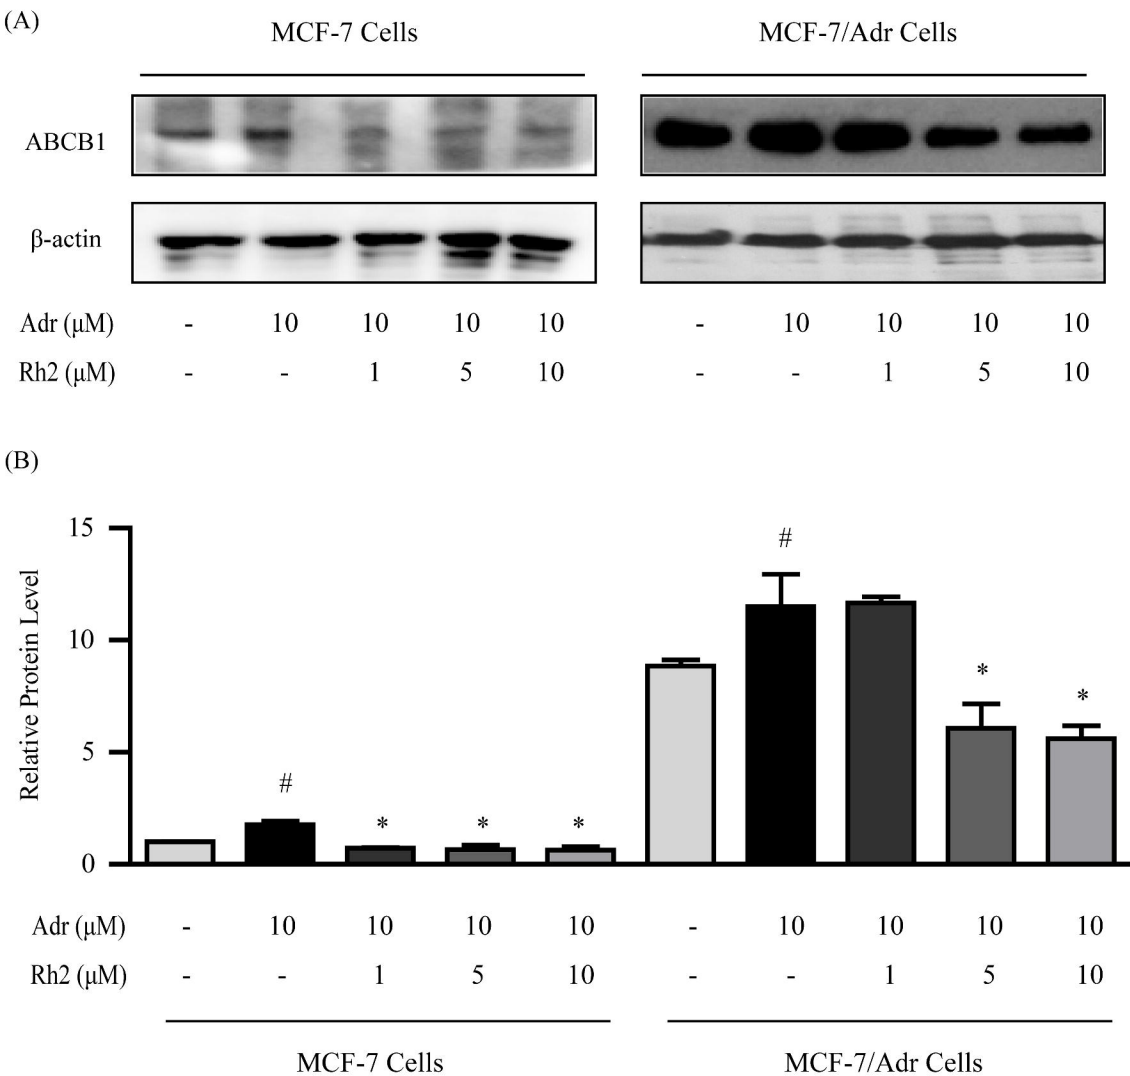 (A)
MCF-7 Cells MCF-7/Adr Cells
ABCB1
β-actin
Adr (μM) - 10 10 10 10 - 10 10 10 10
Rh2 (μM) - - 1 5 10 - - 1 5 10
(B)
Relative Protein Level
15
10
5
0
# * * * # * *
Adr (μM) - 10 10 10 10 - 10 10 10 10
Rh2 (μM) - - 1 5 10 - - 1 5 10
MCF-7 Cells MCF-7/Adr Cells